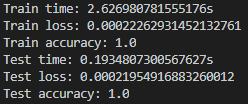 Train time: 2.626980781555176s
Train loss: 0.00022262931452132761
Train accuracy: 1.0
Test time: 0.1934807300567627s
Test loss: 0.00021954916883260012
Test accuracy: 1.0